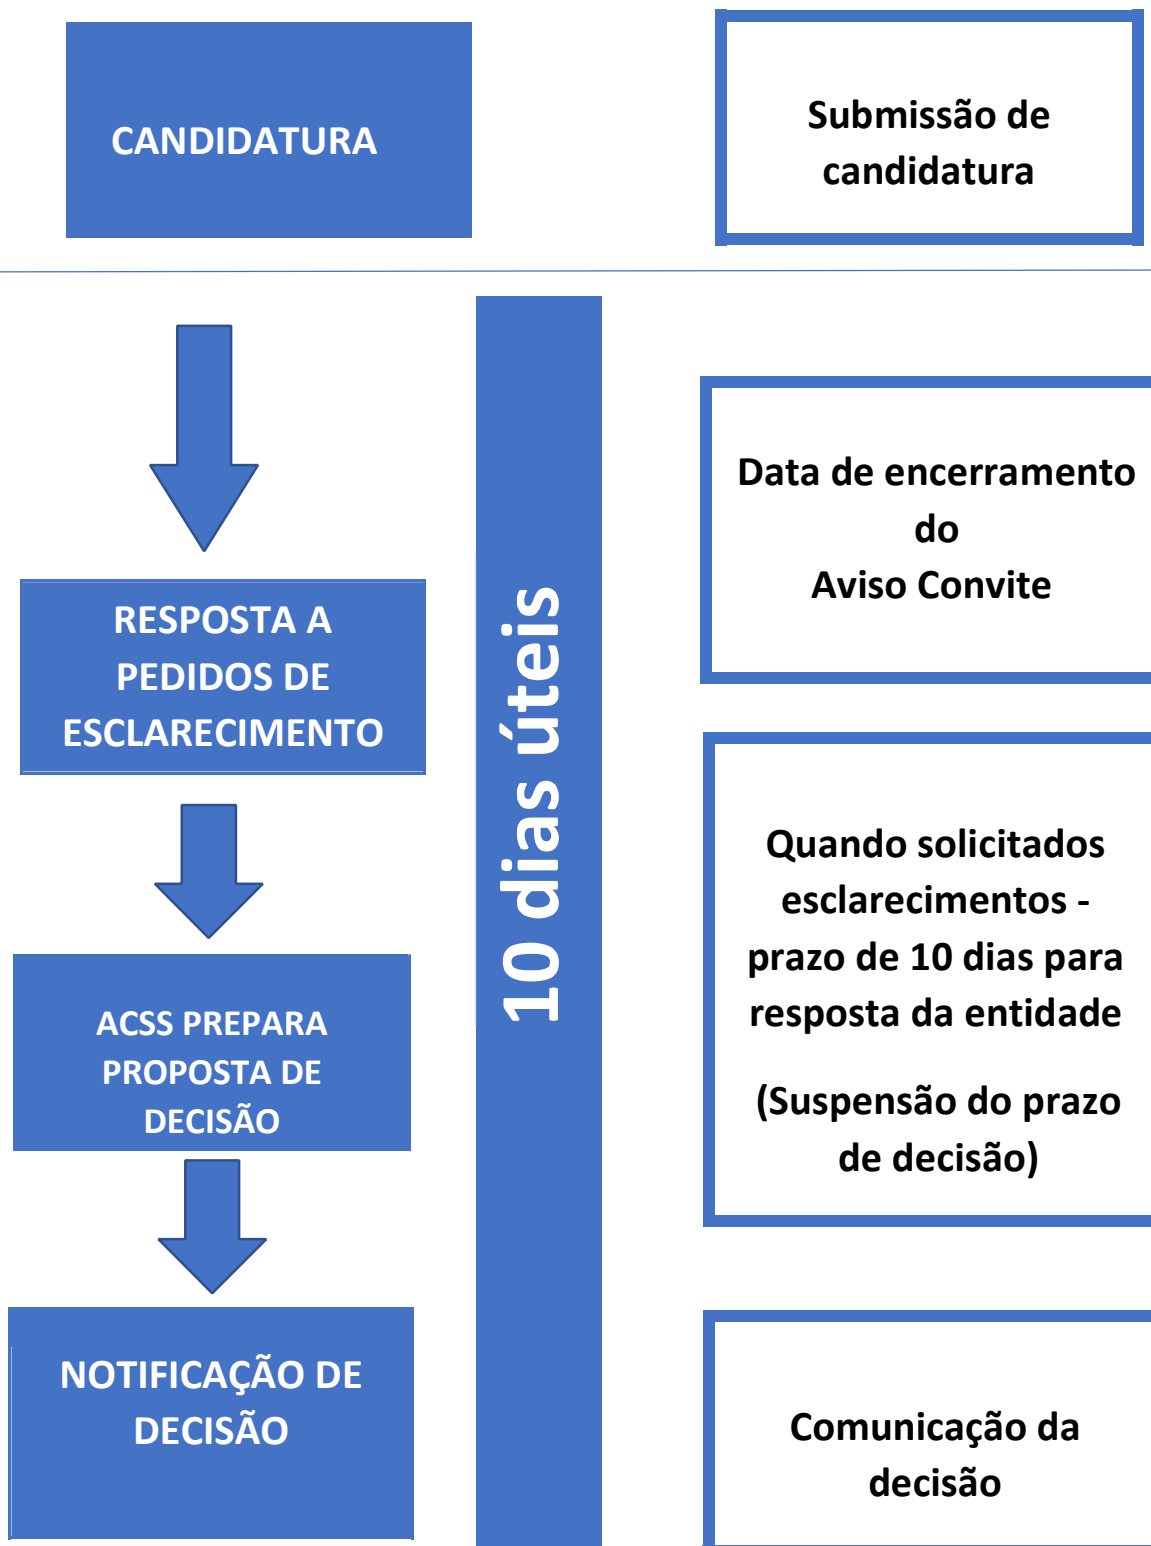 CANDIDATURA
Submissão de
candidatura
Data de encerramento
do
Aviso Convite
RESPOSTA A
PEDIDOS DE
ESCLARECIMENTO
10 dias úteis
Quando solicitados
esclarecimentos -
prazo de 10 dias para
resposta da entidade
(Suspensão do prazo
de decisão)
ACSS PREPARA
PROPOSTA DE
DECISÃO
NOTIFICAÇÃO DE
DECISÃO
Comunicação da
decisão